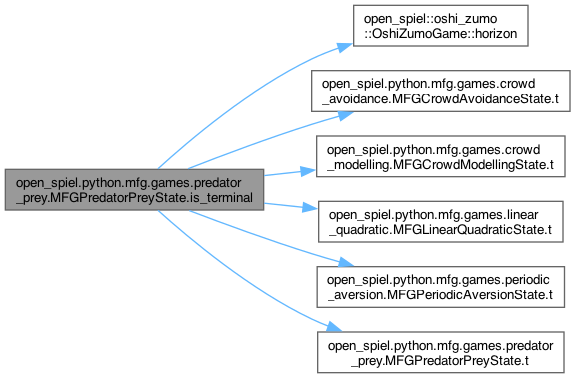 open_spiel::oshi_zumo
::OshiZumoGame::horizon
open_spiel.python.mfg.games.crowd
_avoidance.MFGCrowdAvoidanceState.t
open_spiel.python.mfg.games.crowd
_modelling.MFGCrowdModellingState.t
open_spiel.python.mfg.games.predator
_prey.MFGPredatorPreyState.is_terminal
open_spiel.python.mfg.games.linear
_quadratic.MFGLinearQuadraticState.t
open_spiel.python.mfg.games.periodic
_aversion.MFGPeriodicAversionState.t
open_spiel.python.mfg.games.predator
_prey.MFGPredatorPreyState.t